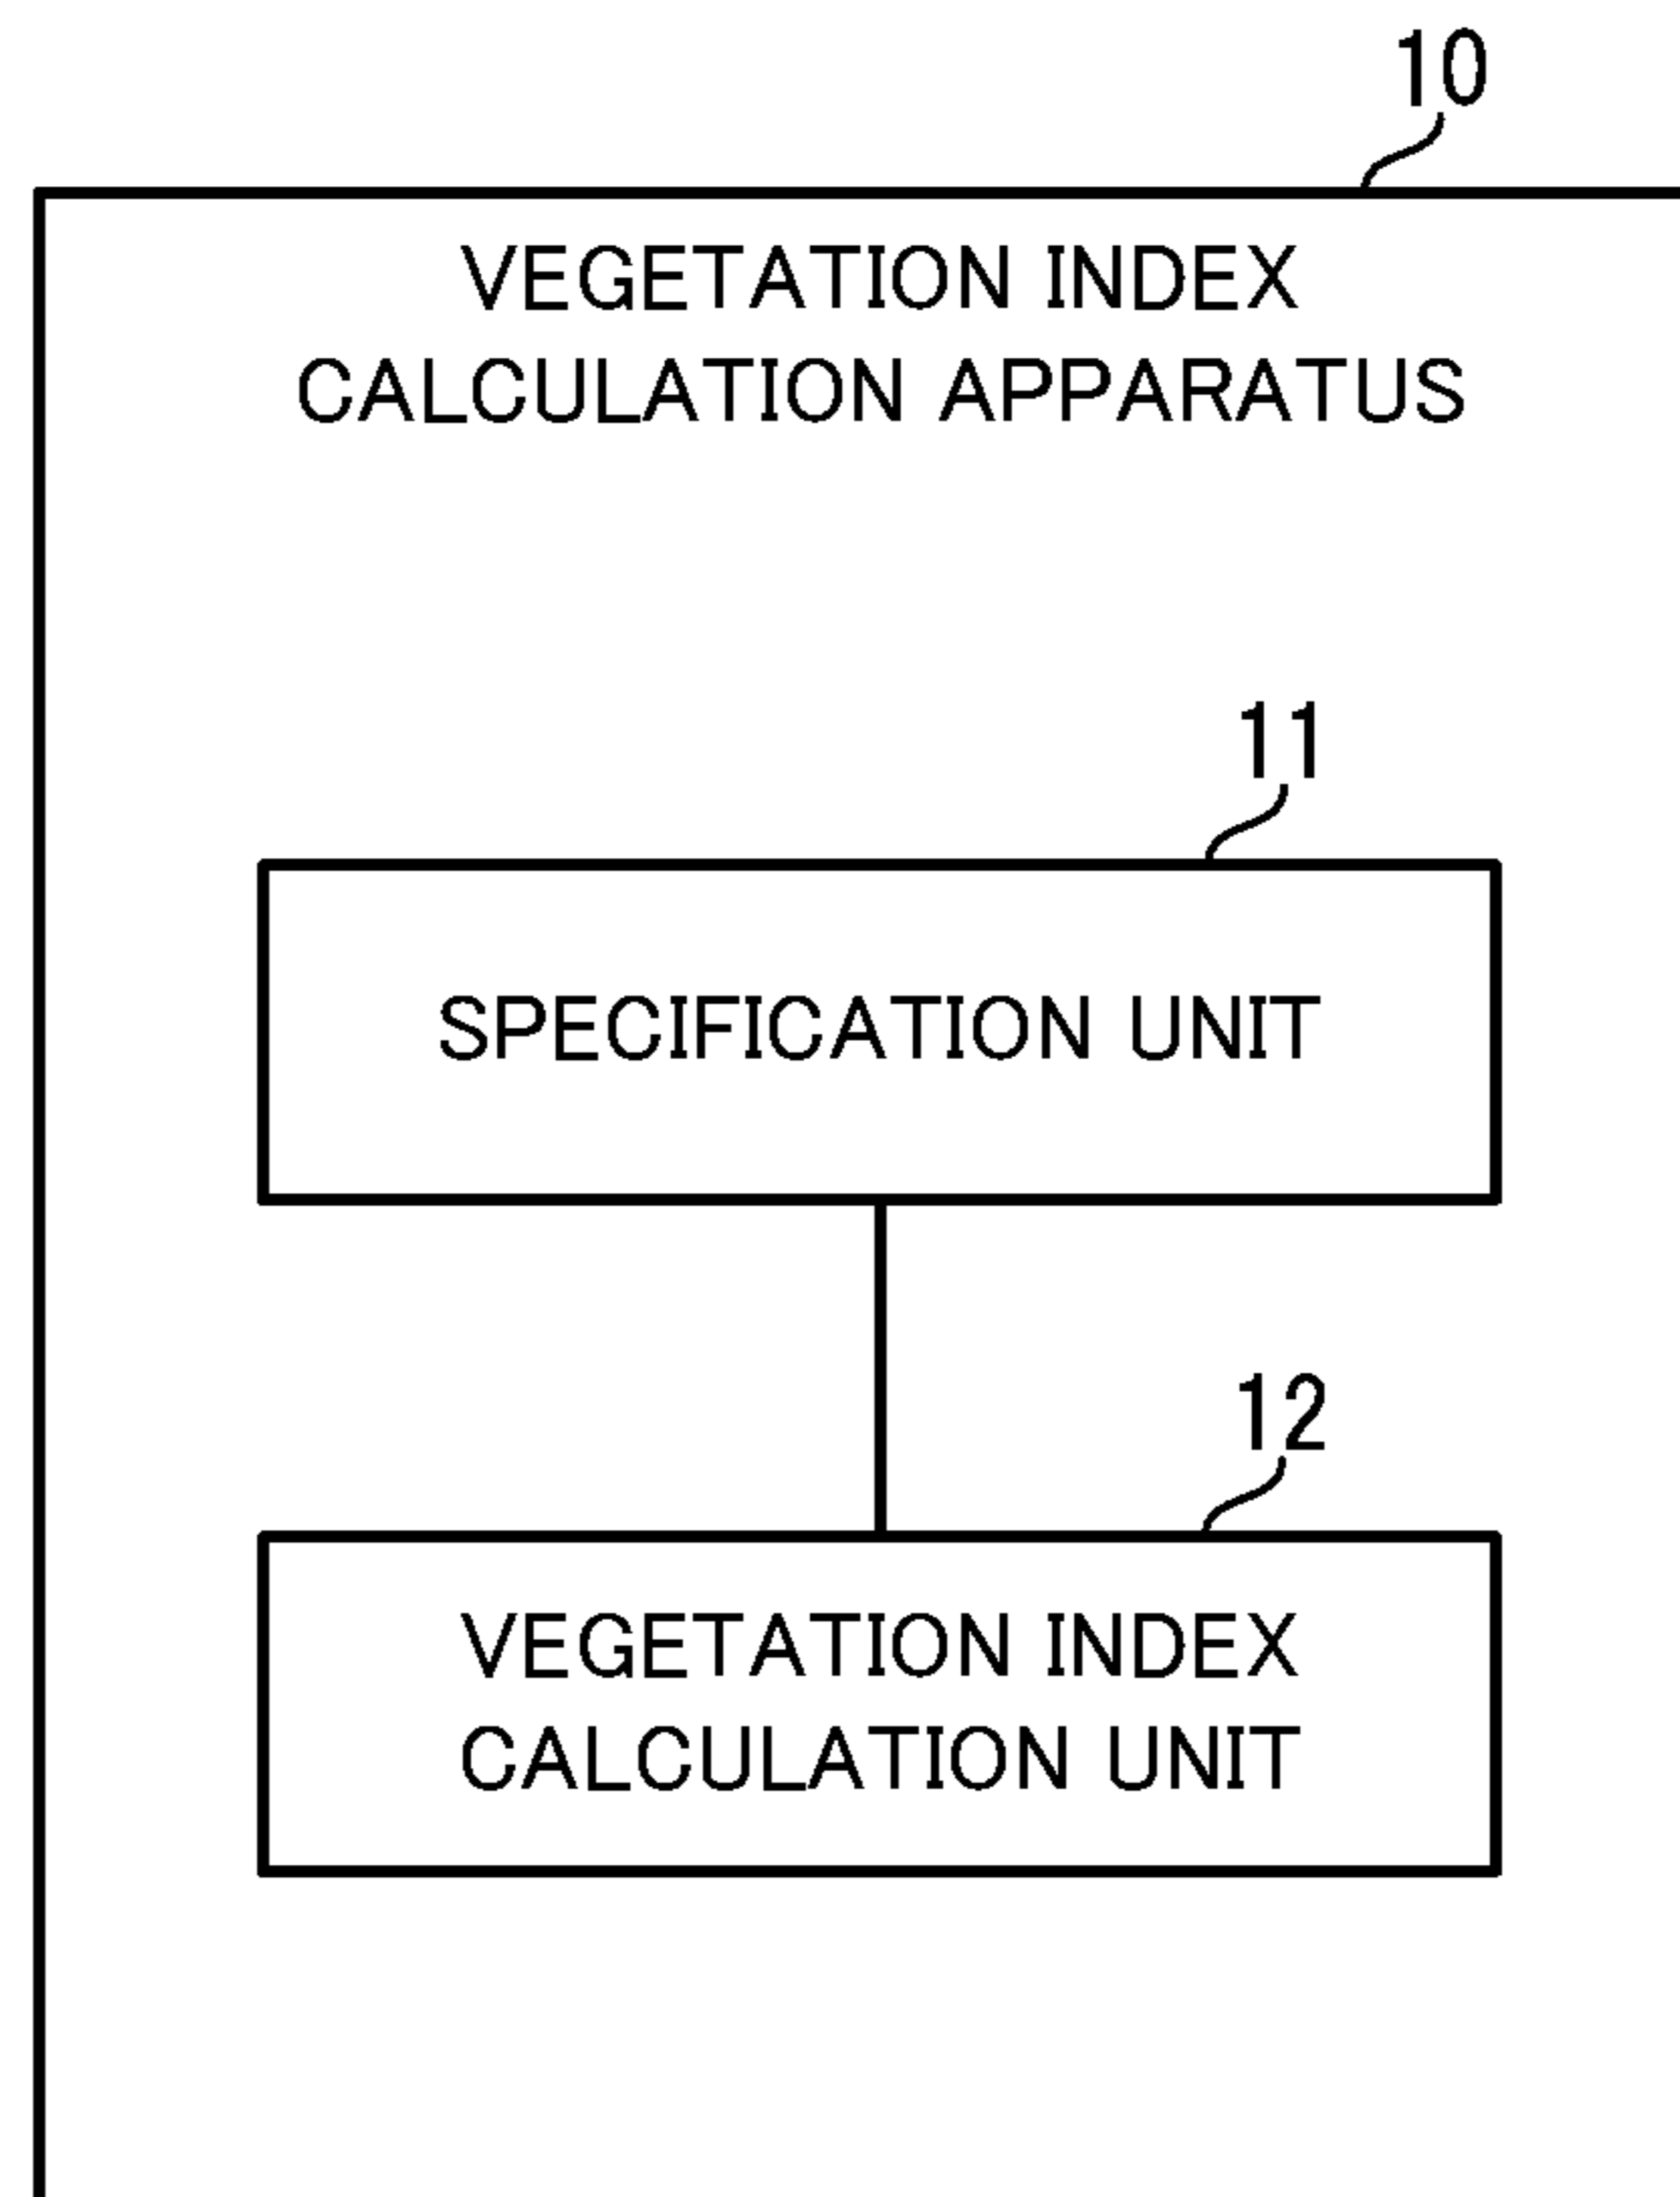 10
VEGETATION INDEX
CALCULATION APPARATUS
11
SPECIFICATION UNIT
12
VEGETATION INDEX
CALCULATION UNIT